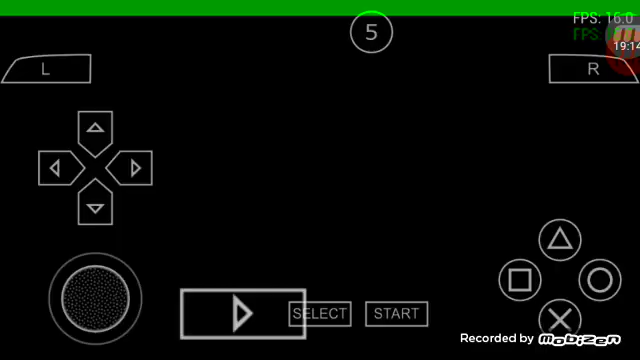 FPS: 16.0
5
19:14
L
R
SELECT
START
Recorded by mobizen